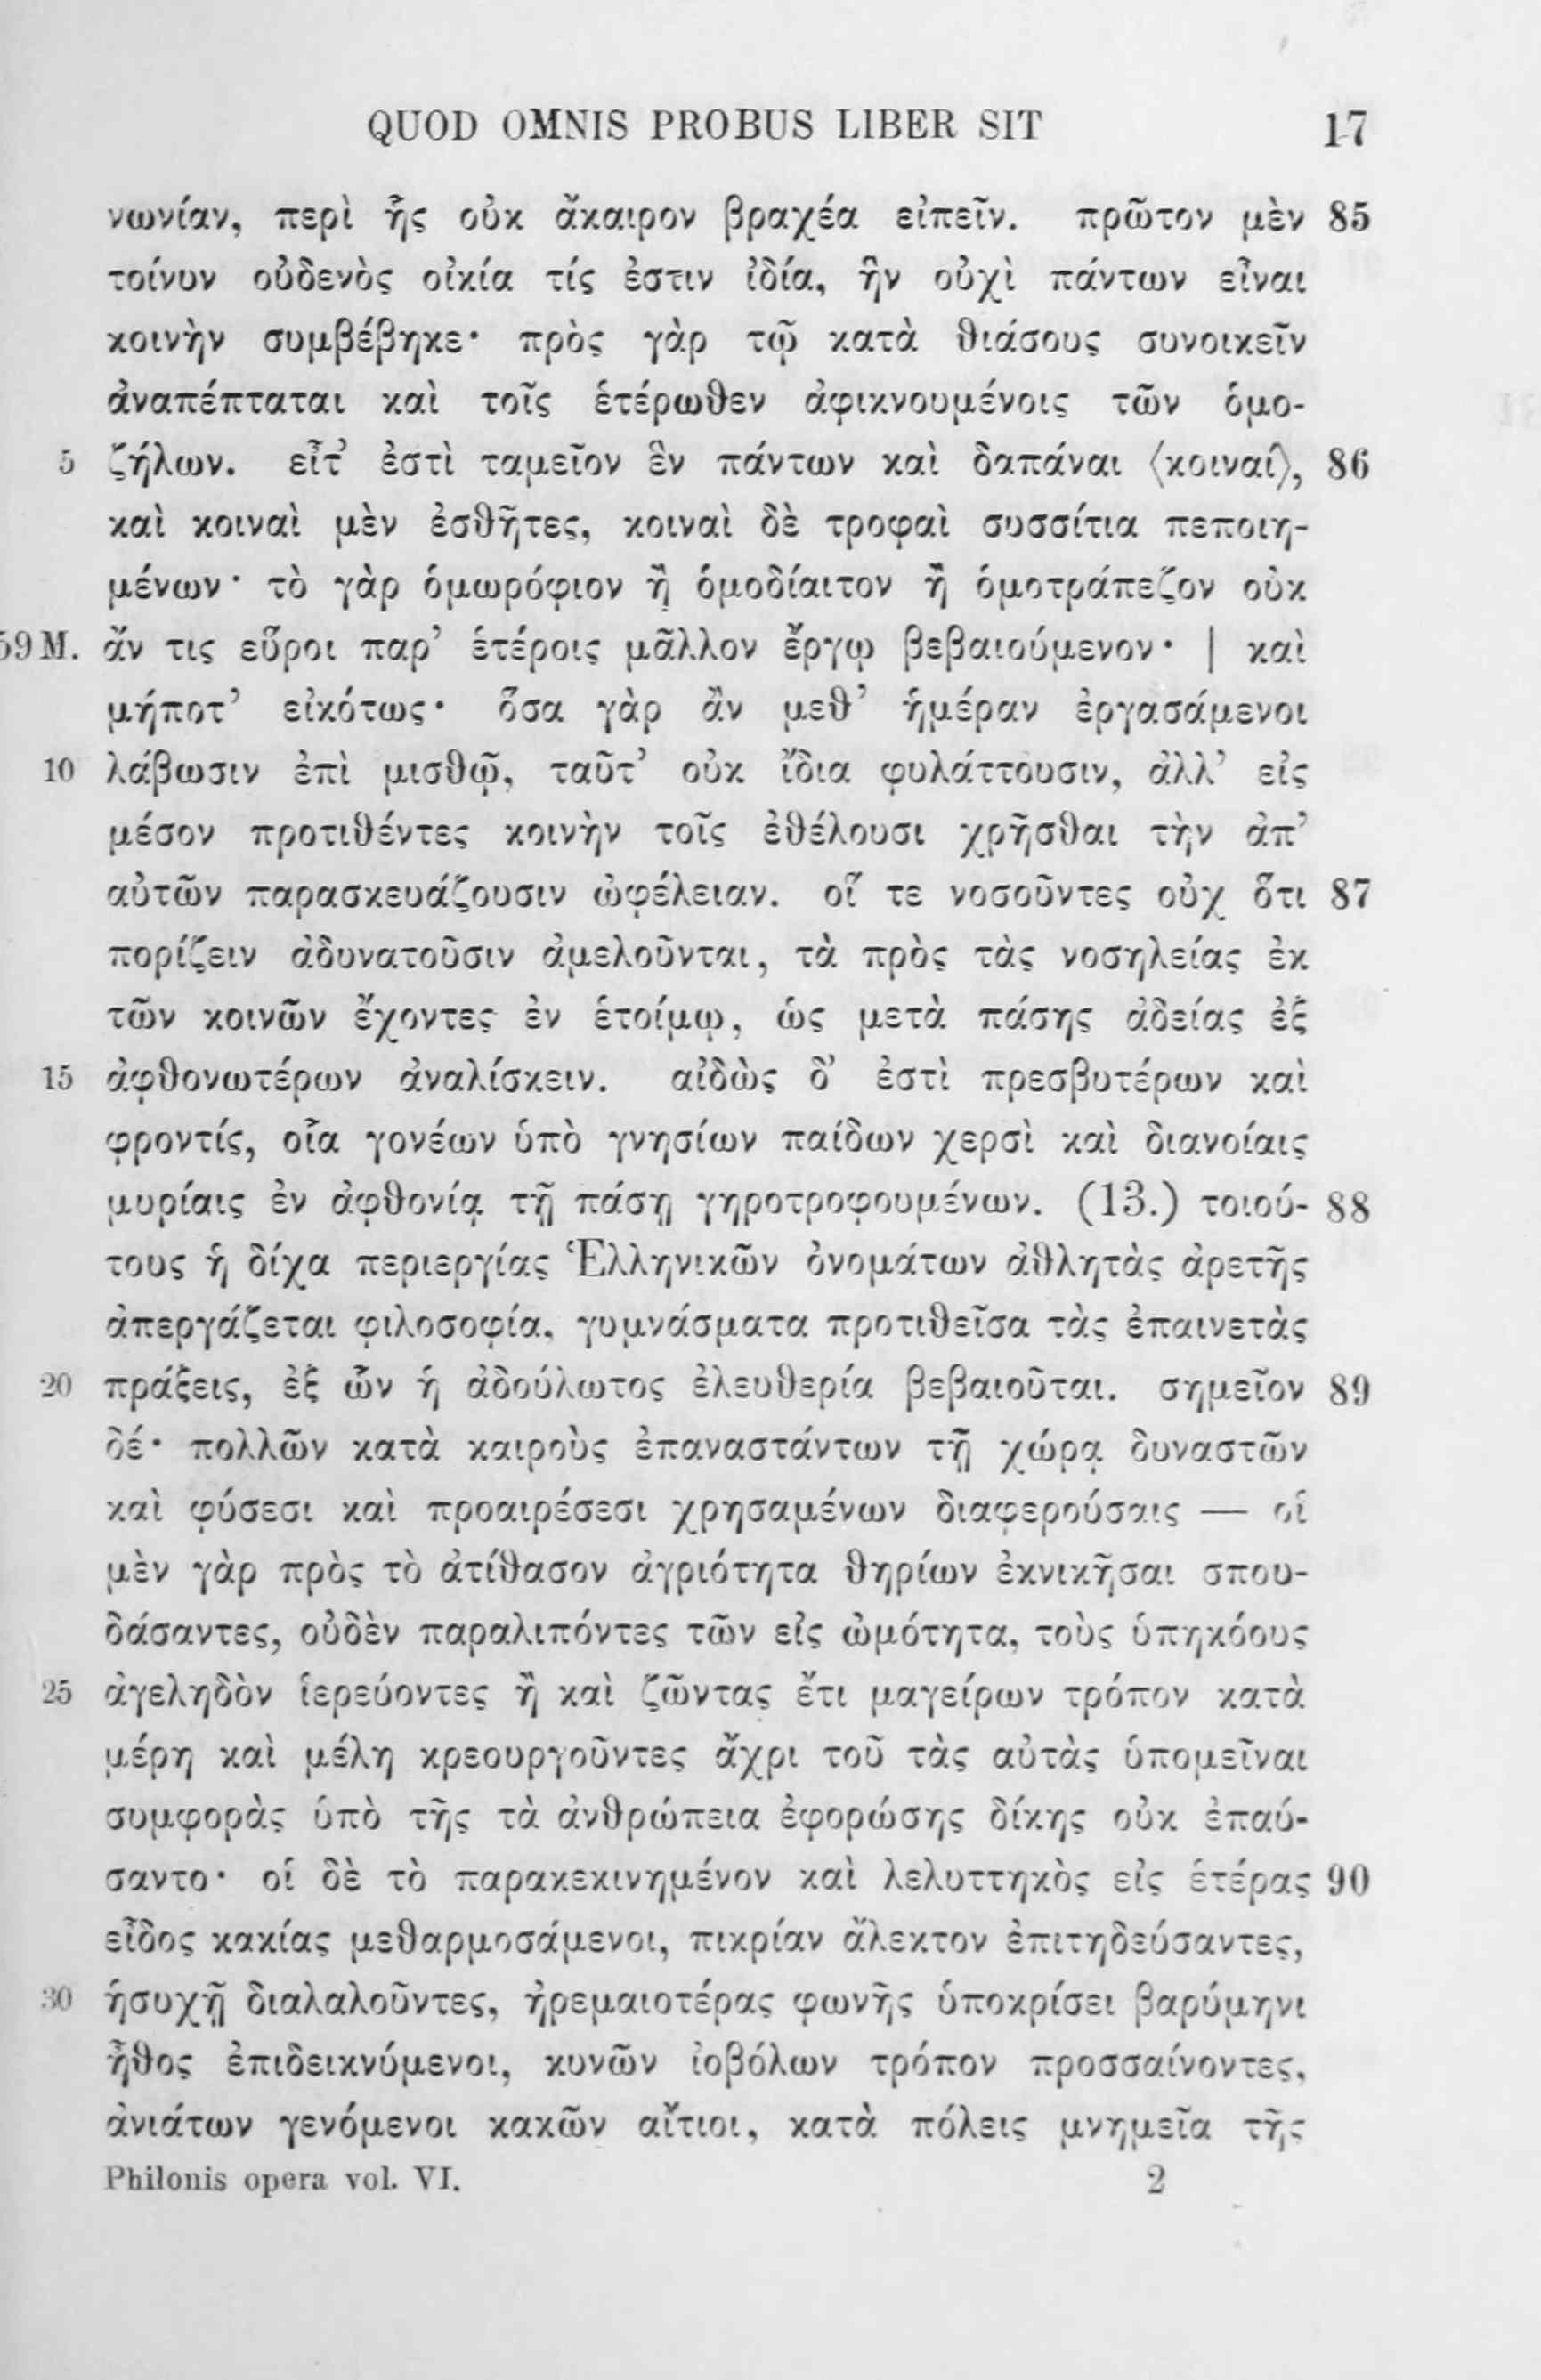 QUOD OMNIS PROBUS LIBER SIT 17
νωνίαν, περὶ ἧς οὐκ ἄκαιρον βραχέα εἰπεῖν. πρῶτον μὲν 85
τοίνυν οὐδενὸς οἰκία τίς ἐστιν ἰδία, ἣν οὐχὶ πάντων εἶναι
κοινὴν συμβέβηκε· πρὸς γὰρ τῷ κατὰ θιάσους συνοικεῖν
ἀναπέπταται καὶ τοῖς ἑτέρωθεν ἀφικνουμένοις τῶν ὁμο-
5 ζήλων. εἶτ’ ἐστὶ ταμεῖον ἓν πάντων καὶ δαπάναι ⟨κοιναί⟩, 86
καὶ κοιναὶ μὲν ἐσθῆτες, κοιναὶ δὲ τροφαὶ συσσίτια πεποιη-
μένων· τὸ γὰρ ὁμωρόφιον ἢ ὁμοδίαιτον ἢ ὁμοτράπεζον οὐκ
59 M. ἄν τις εὕροι παρ’ ἑτέροις μᾶλλον ἔργῳ βεβαιούμενον· | καὶ
μήποτ’ εἰκότως· ὅσα γὰρ ἂν μεθ’ ἡμέραν ἐργασάμενοι
10 λάβωσιν ἐπὶ μισθῷ, ταῦτ’ οὐκ ἴδια φυλάττουσιν, ἀλλ’ εἰς
μέσον προτιθέντες κοινὴν τοῖς ἐθέλουσι χρῆσθαι τὴν ἀπ’
αὐτῶν παρασκευάζουσιν ὠφέλειαν. οἵ τε νοσοῦντες οὐχ ὅτι 87
πορίζειν ἀδυνατοῦσιν ἀμελοῦνται, τὰ πρὸς τὰς νοσηλείας ἐκ
τῶν κοινῶν ἔχοντες ἐν ἑτοίμῳ, ὡς μετὰ πάσης ἀδείας ἐξ
15 ἀφθονωτέρων ἀναλίσκειν. αἰδὼς δ’ ἐστὶ πρεσβυτέρων καὶ
φροντίς, οἷα γονέων ὑπὸ γνησίων παίδων χερσὶ καὶ διανοίαις
μυρίαις ἐν ἀφθονίᾳ τῇ πάσῃ γηροτροφουμένων. (13.) τοιού- 88
τους ἡ δίχα περιεργίας Ἑλληνικῶν ὀνομάτων ἀθλητὰς ἀρετῆς
ἀπεργάζεται φιλοσοφία, γυμνάσματα προτιθεῖσα τὰς ἐπαινετὰς
20 πράξεις, ἐξ ὧν ἡ ἀδούλωτος ἐλευθερία βεβαιοῦται. σημεῖον 89
δέ· πολλῶν κατὰ καιροὺς ἐπαναστάντων τῇ χώρᾳ δυναστῶν
καὶ φύσεσι καὶ προαιρέσεσι χρησαμένων διαφερούσαις — οἱ
μὲν γὰρ πρὸς τὸ ἀτίθασον ἀγριότητα θηρίων ἐκνικῆσαι σπου-
δάσαντες, οὐδὲν παραλιπόντες τῶν εἰς ὠμότητα, τοὺς ὑπηκόους
25 ἀγεληδὸν ἱερεύοντες ἢ καὶ ζῶντας ἔτι μαγείρων τρόπον κατὰ
μέρη καὶ μέλη κρεουργοῦντες ἄχρι τοῦ τὰς αὐτὰς ὑπομεῖναι
συμφορὰς ὑπὸ τῆς τὰ ἀνθρώπεια ἐφορώσης δίκης οὐκ ἐπαύ-
σαντο· οἱ δὲ τὸ παρακεκινημένον καὶ λελυττηκὸς εἰς ἑτέρας 90
εἶδος κακίας μεθαρμοσάμενοι, πικρίαν ἄλεκτον ἐπιτηδεύσαντες,
30 ἡσυχῇ διαλαλοῦντες, ἠρεμαιοτέρας φωνῆς ὑποκρίσει βαρύμηνι
ἦθος ἐπιδεικνύμενοι, κυνῶν ἰοβόλων τρόπον προσσαίνοντες,
ἀνιάτων γενόμενοι κακῶν αἴτιοι, κατὰ πόλεις μνημεῖα τῆς
Philonis opera vol. VI. 2